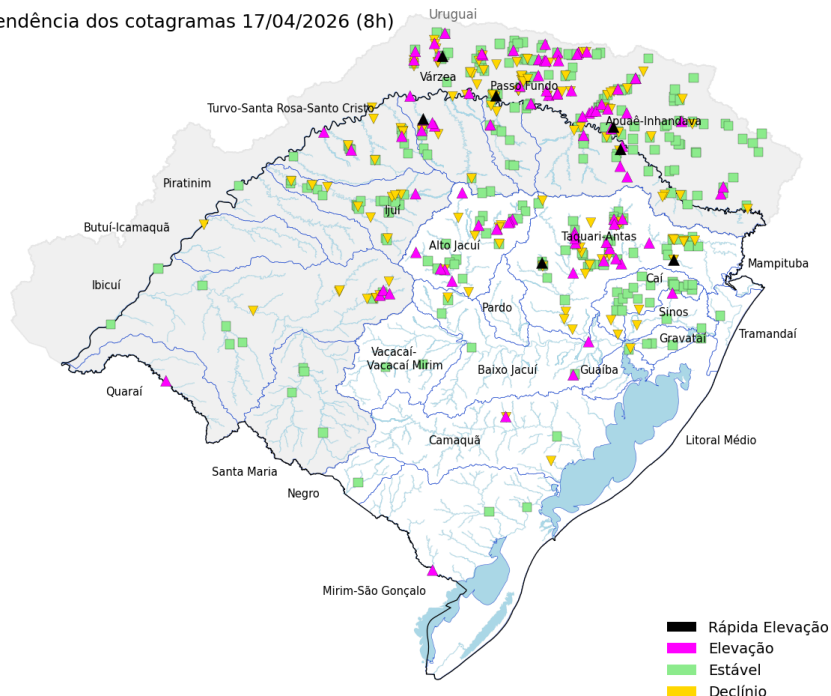 endência dos cotagramas 17/04/2026 (8h)
Uruguai
Várzea
Passo Fundo
Turvo-Santa Rosa-Santo Cristo
Apuaê-Inhandava
Piratinim
Ijuí
Butuí-Icamaquã
Taquari-Antas
Alto Jacuí
Mampituba
Ibicuí
Caí
Pardo
Sinos
Tramandaí
Gravataí
Vacacaí-
Vacacaí Mirim
Baixo Jacuí
Guaíba
Quaraí
Camaquã
Litoral Médio
Santa Maria
Negro
Mirim-São Gonçalo
Rápida Elevação
Elevação
Estável
Declínio